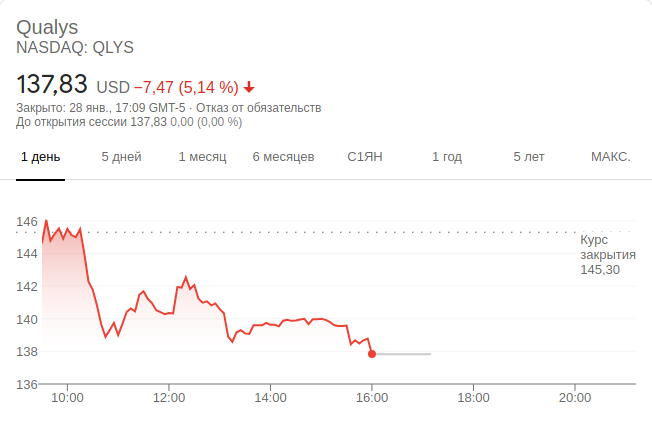 Qualys
NASDAQ: QLYS
137,83 USD −7,47 (5,14 %)
Закрыто: 28 янв., 17:09 GMT-5 · Отказ от обязательств
До открытия сессии 137,83 0,00 (0,00 %)
1 день 5 дней 1 месяц 6 месяцев С1ЯН 1 год 5 лет МАКС.
146
Курс
закрытия
145,30
144
142
140
138
136
10:00 12:00 14:00 16:00 18:00 20:00